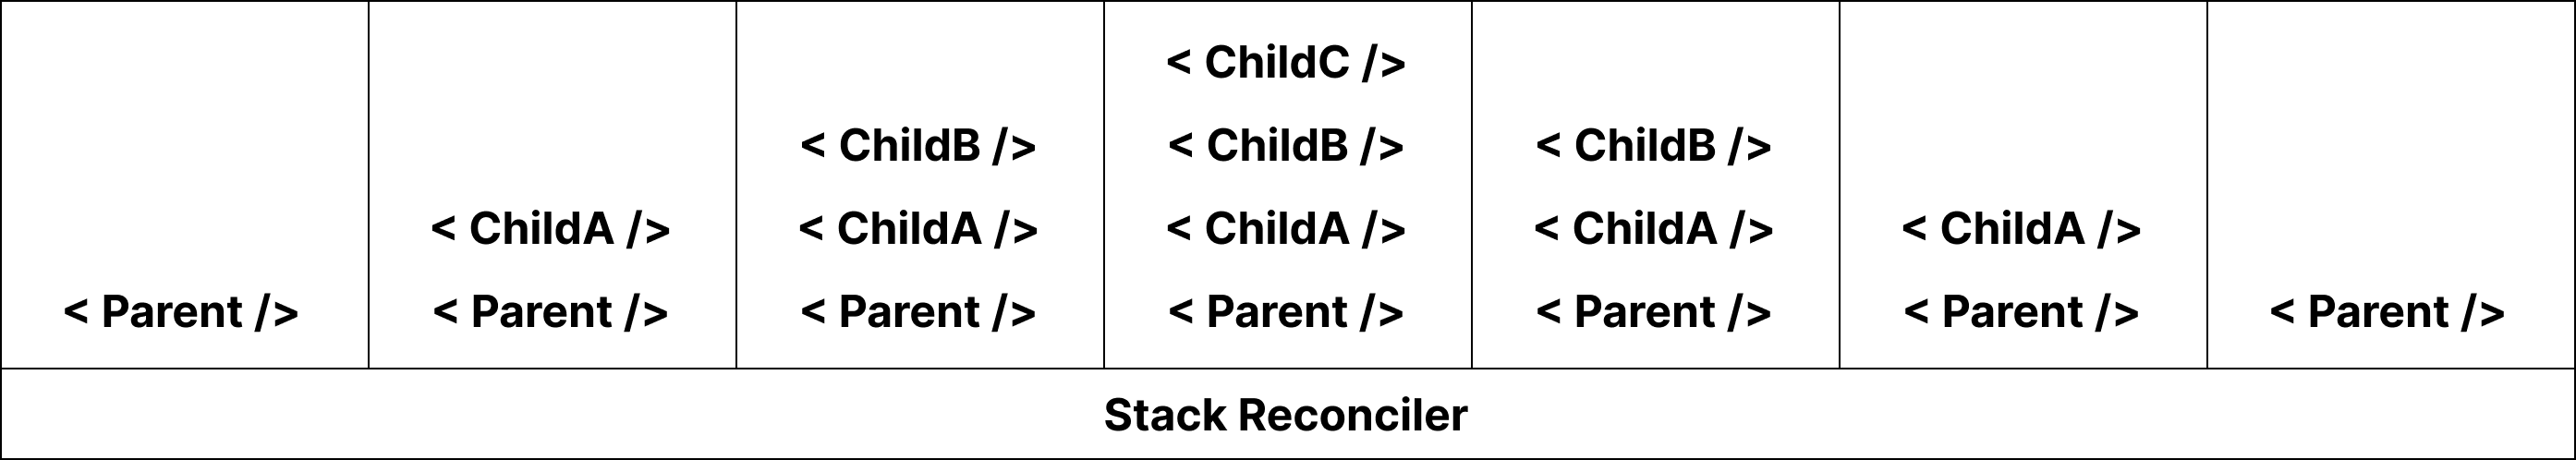 < Parent />
< ChildA />
< Parent />
< ChildB />
< ChildA />
< Parent />
< ChildC />
< ChildB />
< ChildA />
< Parent />
< ChildB />
< ChildA />
< Parent />
< ChildA />
< Parent />
< Parent />
Stack Reconciler